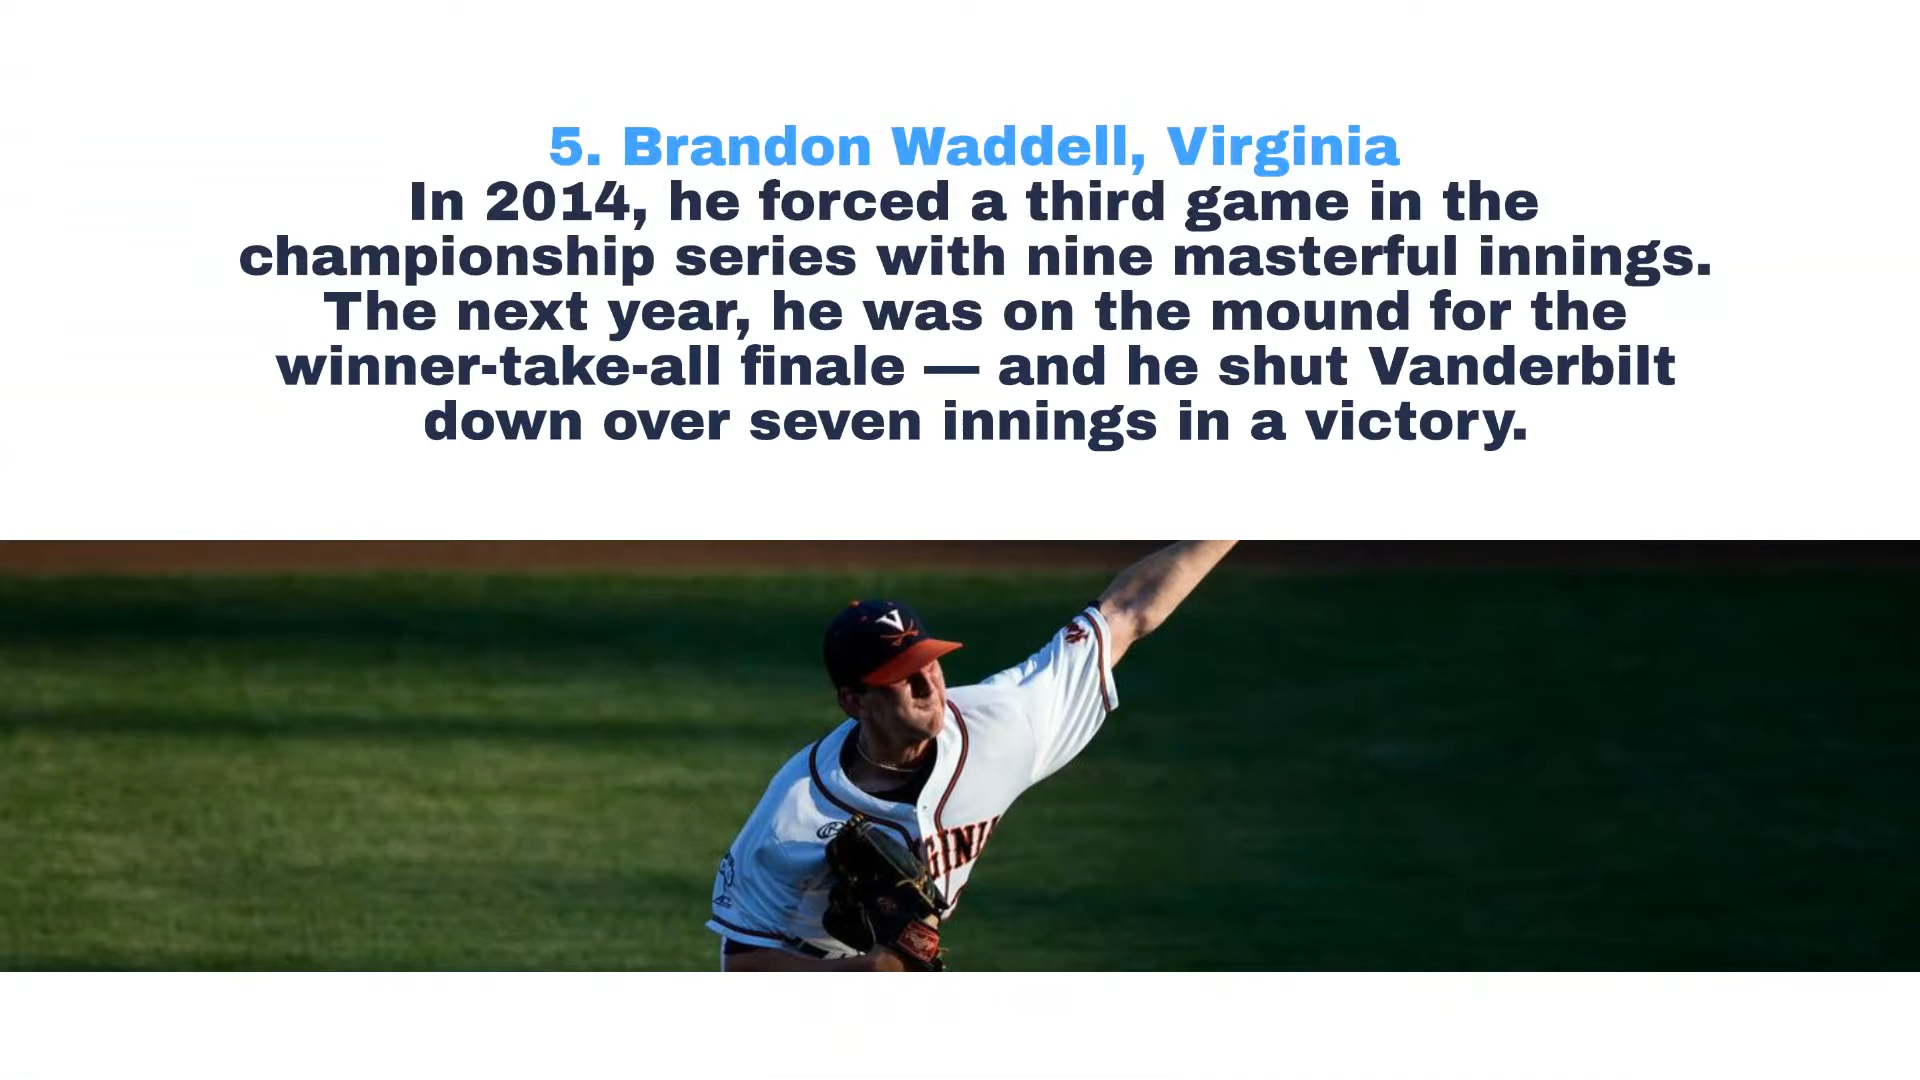 5. Brandon Waddell, Virginia
In 2014, he forced a third game in the
championship series with nine masterful innings.
The next year, he was on the mound for the
winner-take-all finale — and he shut Vanderbilt
down over seven innings in a victory.
V
GINI